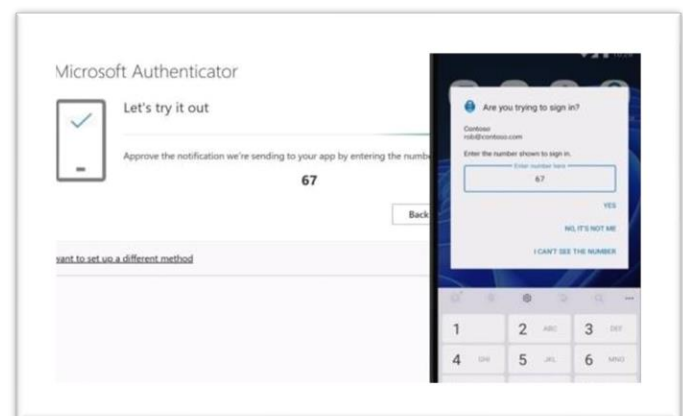 Microsoft Authenticator
Let's try it out
Approve the notification we're sending to your app by entering the numb
67
Back
want to set up a different method
Are you trying to sign in?
Contoso
rob@contoso.com
Enter the number shown to sign in.
Enter number here
67
YES
NO, IT'S NOT ME
I CAN'T SEE THE NUMBER
1 2 ABC 3 DEF
4 GHI 5 JKL 6 MNO